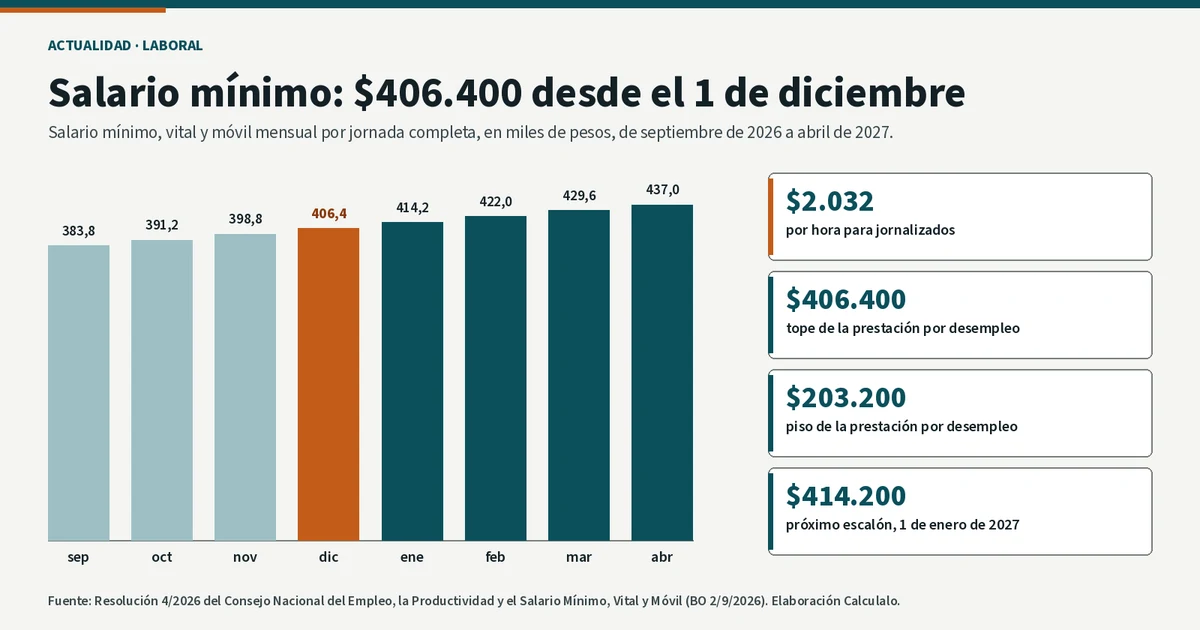 ACTUALIDAD · LABORAL
Salario mínimo: $406.400 desde el 1 de diciembre
Salario mínimo, vital y móvil mensual por jornada completa, en miles de pesos, de septiembre de 2026 a abril de 2027.
383,8
391,2
398,8
406,4
414,2
422,0
429,6
437,0
sep
oct
nov
dic
ene
feb
mar
abr
$2.032
por hora para jornalizados
$406.400
tope de la prestación por desempleo
$203.200
piso de la prestación por desempleo
$414.200
próximo escalón, 1 de enero de 2027
Fuente: Resolución 4/2026 del Consejo Nacional del Empleo, la Productividad y el Salario Mínimo, Vital y Móvil (BO 2/9/2026). Elaboración Calculalo.